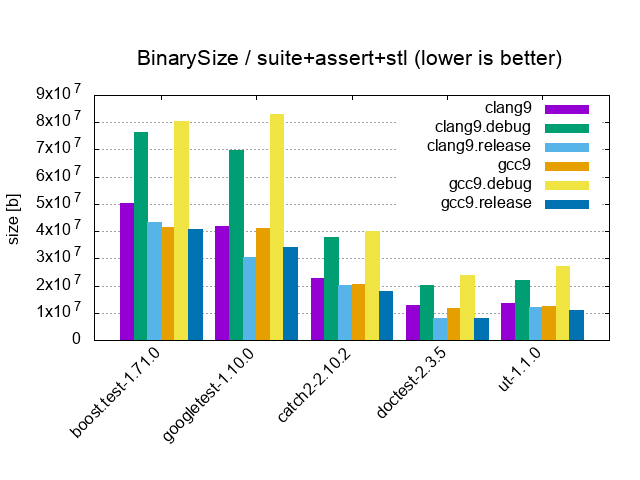 BinarySize / suite+assert+stl (lower is better)
9x10^7
8x10^7
7x10^7
6x10^7
5x10^7
4x10^7
3x10^7
2x10^7
1x10^7
0
size [b]
clang9
clang9.debug
clang9.release
gcc9
gcc9.debug
gcc9.release
boost.test-1.71.0
googletest-1.10.0
catch2-2.10.2
doctest-2.3.5
ut-1.1.0